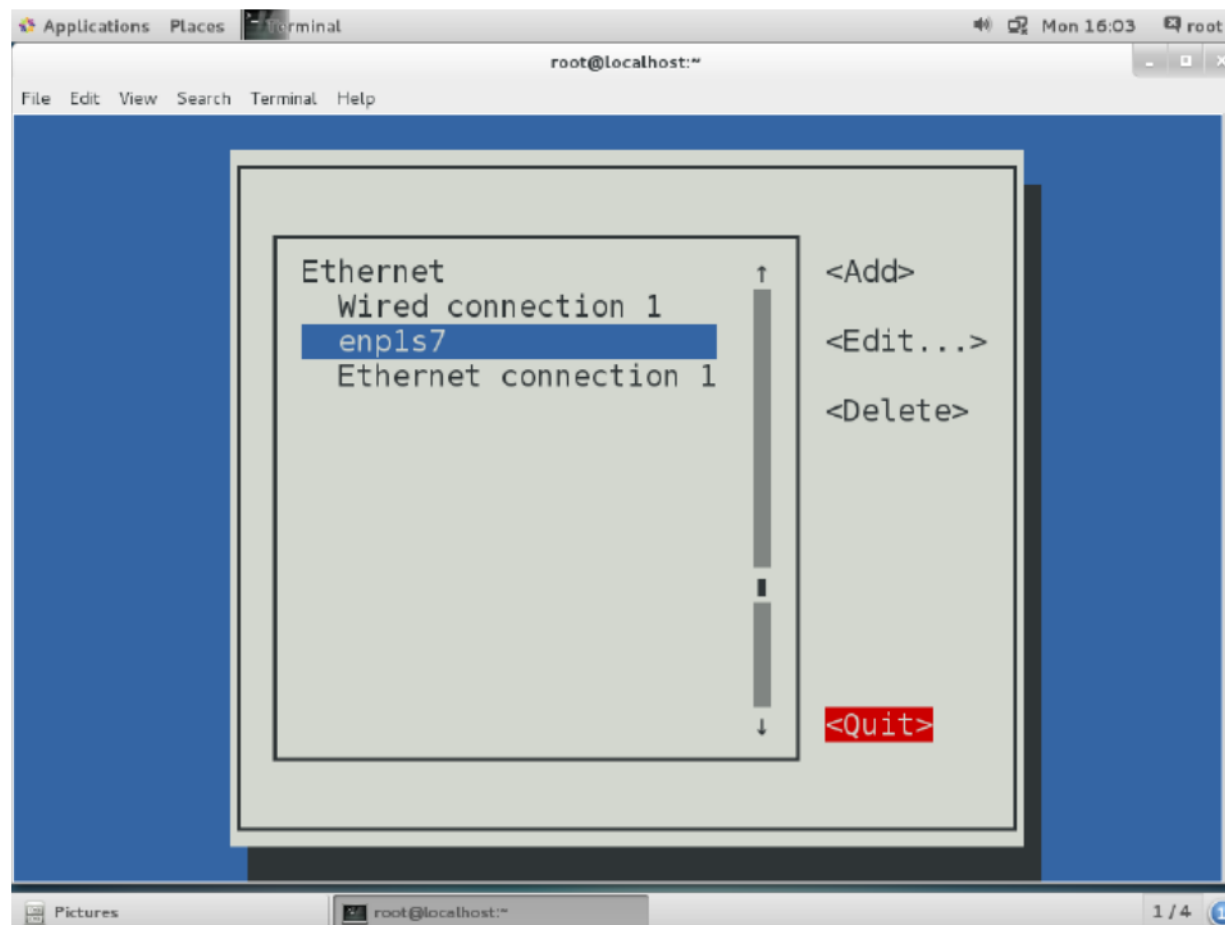 Applications Places Terminal Mon 16:03 root
root@localhost:~
File Edit View Search Terminal Help
Ethernet
Wired connection 1
enp1s7
Ethernet connection 1
<Add>
<Edit...>
<Delete>
<Quit>
Pictures root@localhost:~ 1 / 4 1